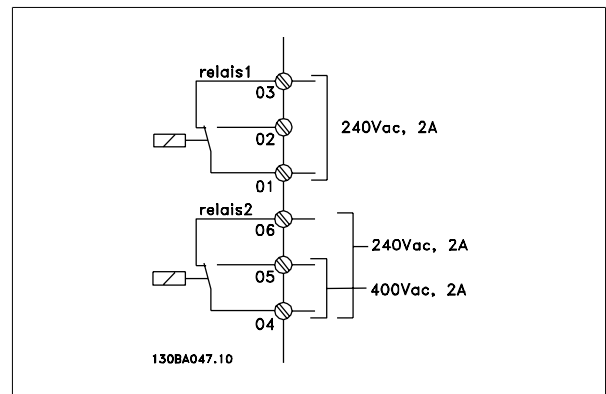 relais1
03
02
240Vac, 2A
01
relais2
06
240Vac, 2A
05
400Vac, 2A
04
130BA047.10